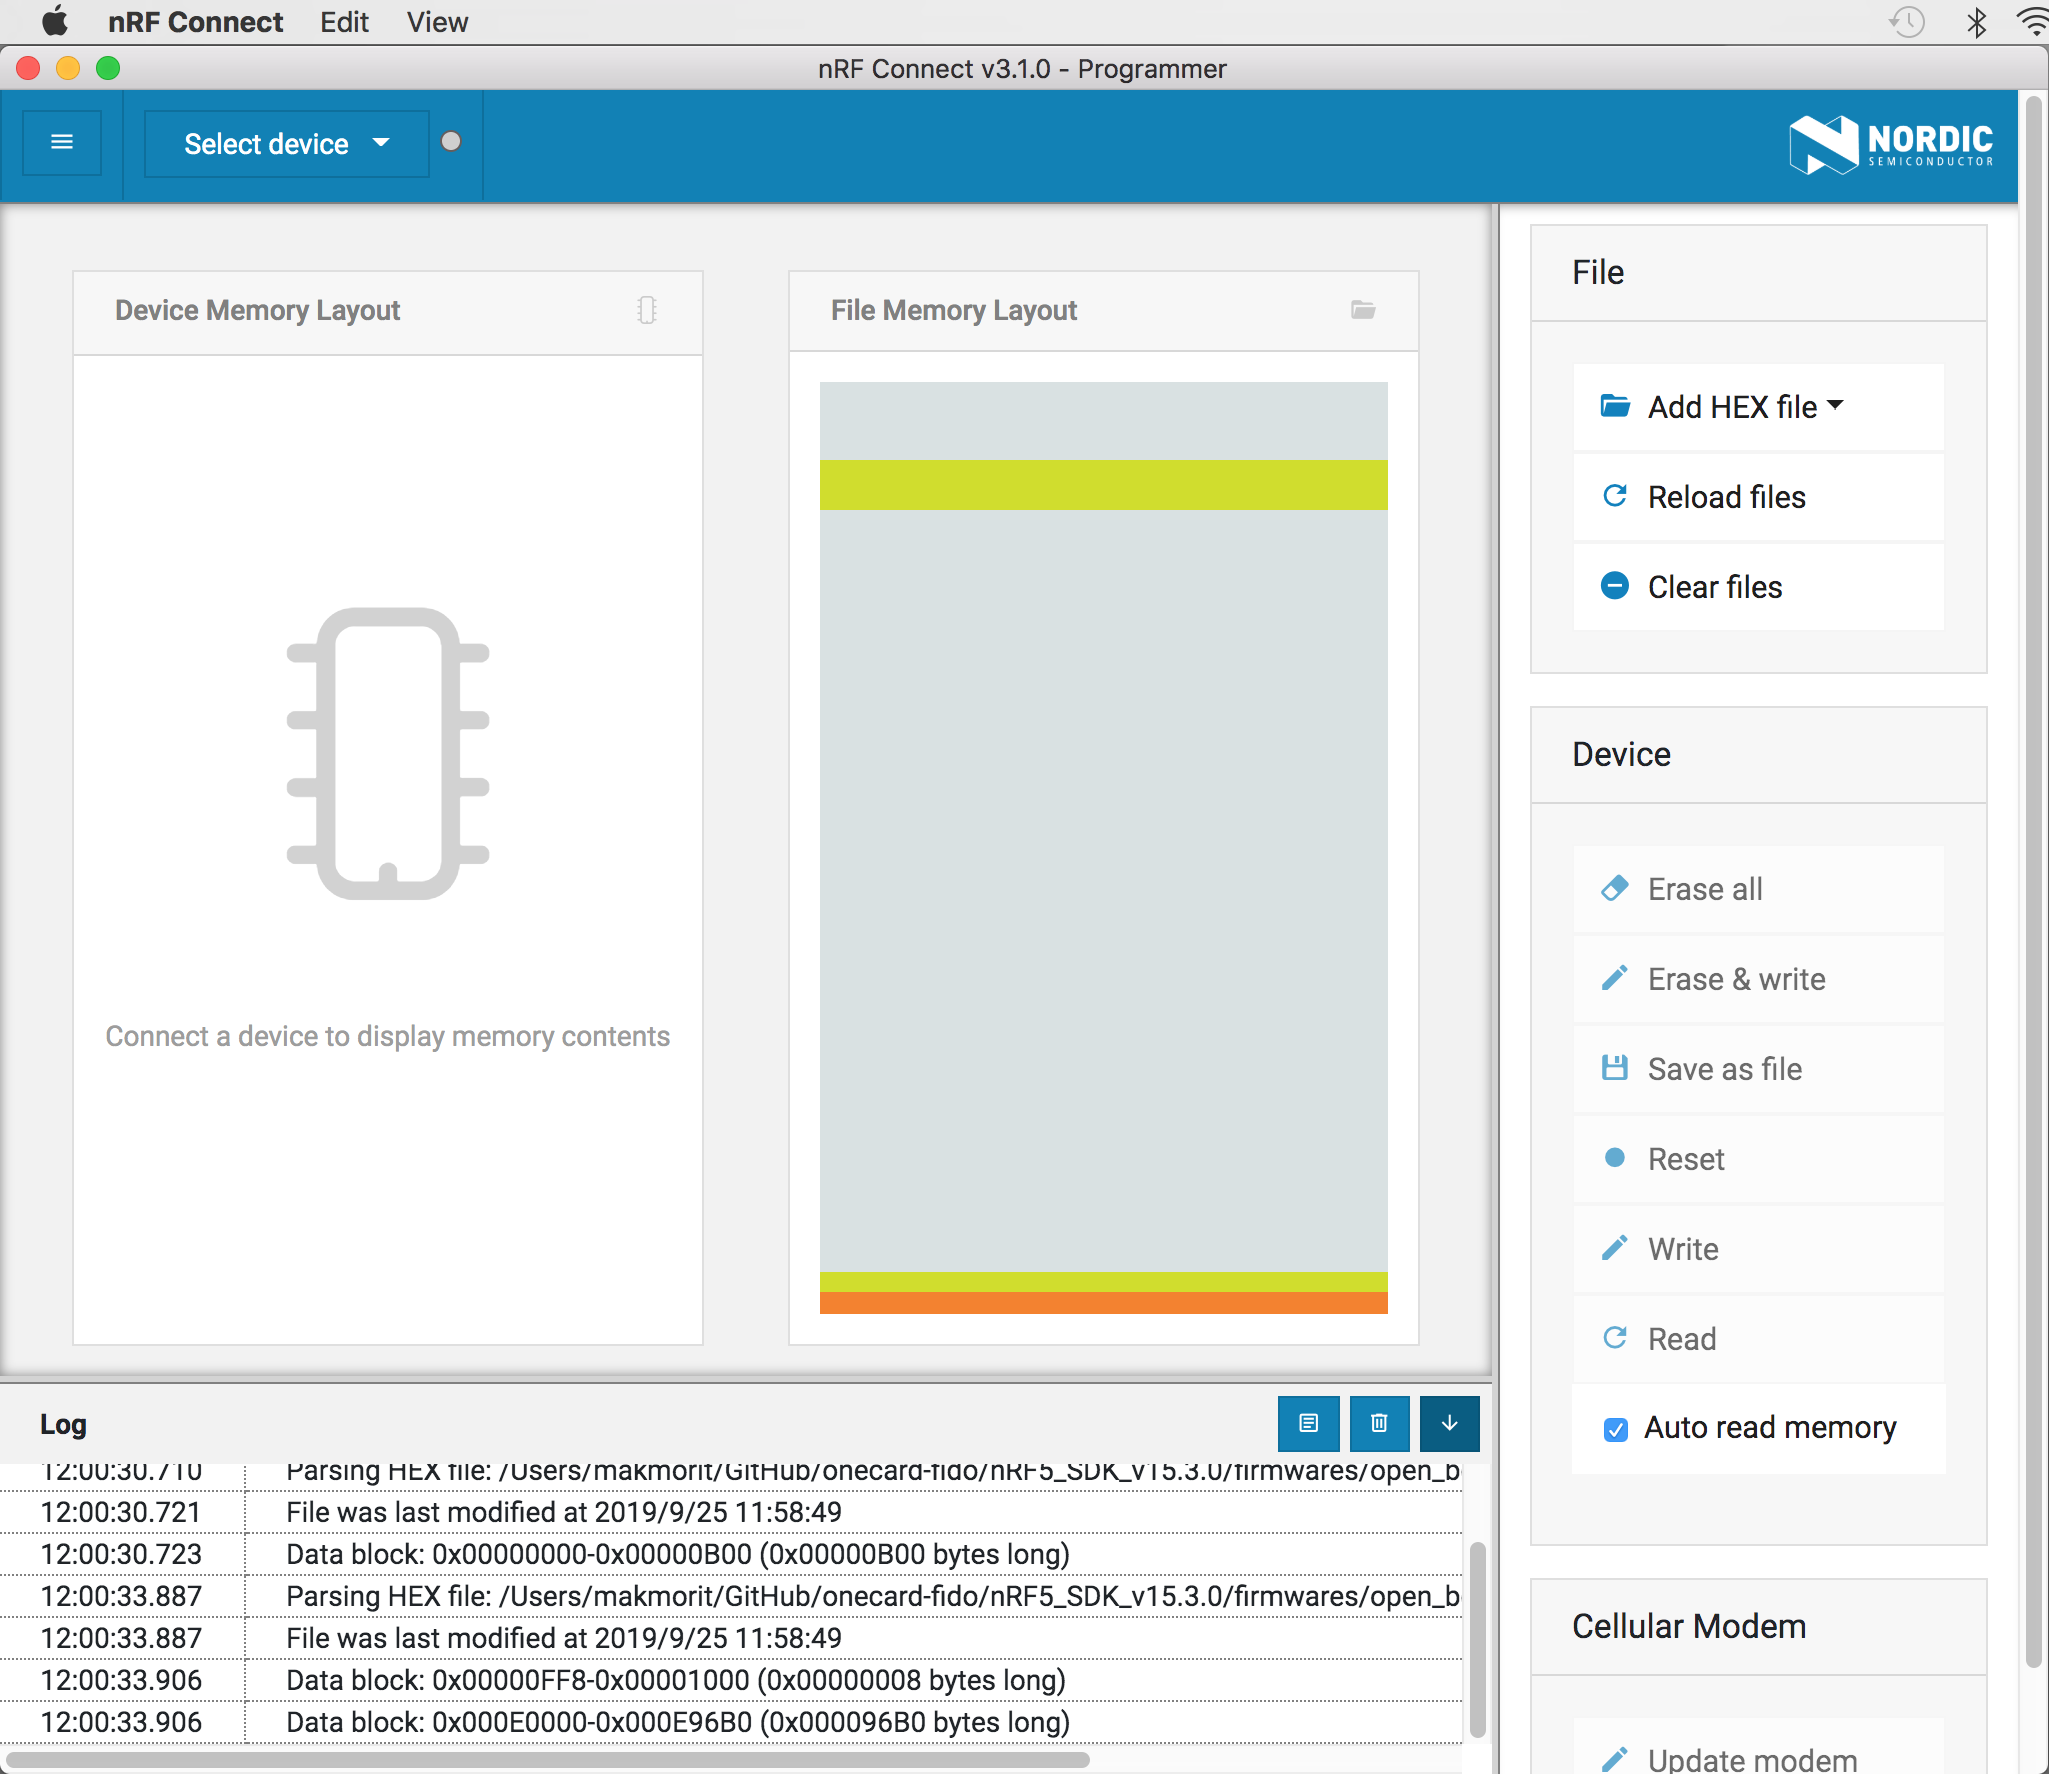 nRF Connect Edit View
nRF Connect v3.1.0 - Programmer
Select device
NORDIC
SEMICONDUCTOR
Device Memory Layout
Connect a device to display memory contents
File Memory Layout
File
Add HEX file
Reload files
Clear files
Device
Erase all
Erase & write
Save as file
Reset
Write
Read
Auto read memory
Cellular Modem
Update modem
Log
12:00:30.710 Parsing HEX file: /Users/makmorit/GitHub/onecard-fido/nRF5_SDK_v15.3.0/firmwares/open_b
12:00:30.721 File was last modified at 2019/9/25 11:58:49
12:00:30.723 Data block: 0x00000000-0x00000B00 (0x00000B00 bytes long)
12:00:33.887 Parsing HEX file: /Users/makmorit/GitHub/onecard-fido/nRF5_SDK_v15.3.0/firmwares/open_b
12:00:33.887 File was last modified at 2019/9/25 11:58:49
12:00:33.906 Data block: 0x00000FF8-0x00001000 (0x00000008 bytes long)
12:00:33.906 Data block: 0x000E0000-0x000E96B0 (0x000096B0 bytes long)